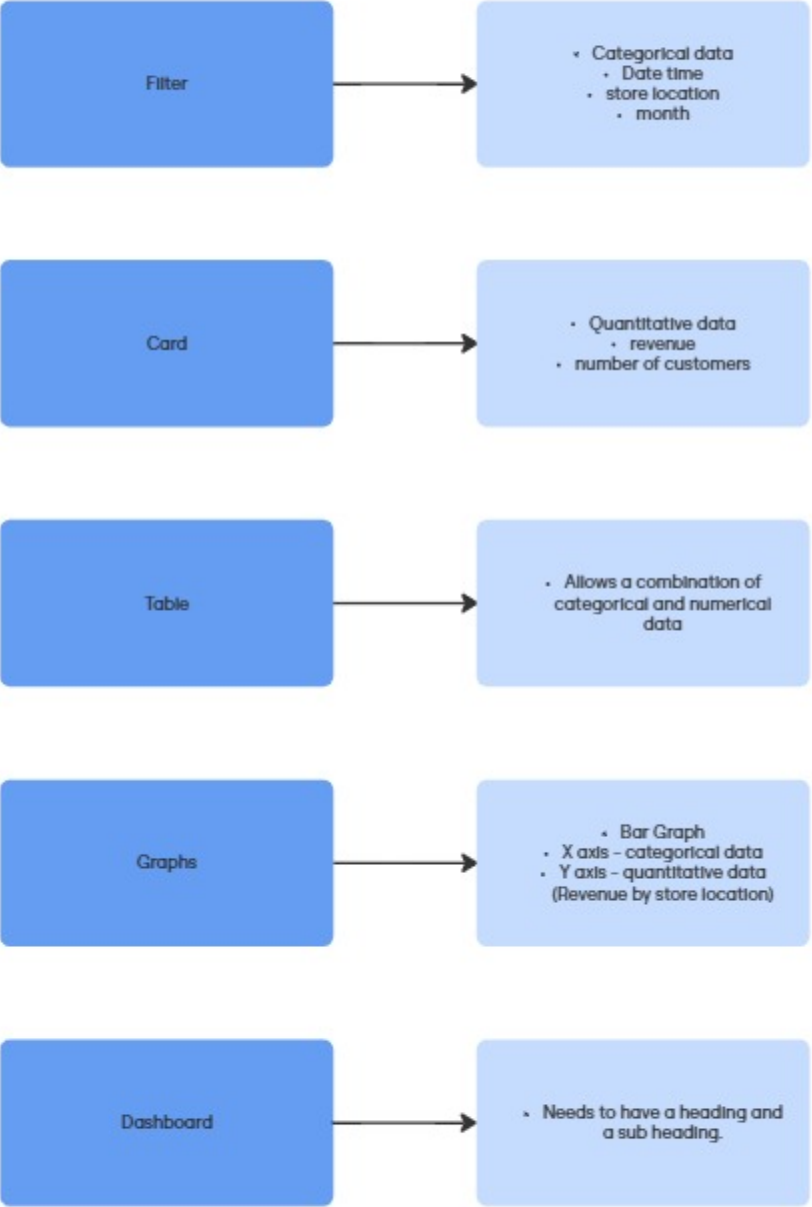 Filter
• Categorical data
• Date time
• store location
• month
Card
• Quantitative data
• revenue
• number of customers
Table
• Allows a combination of
categorical and numerical
data
Graphs
• Bar Graph
• X axis – categorical data
• Y axis – quantitative data
(Revenue by store location)
Dashboard
• Needs to have a heading and
a sub heading.